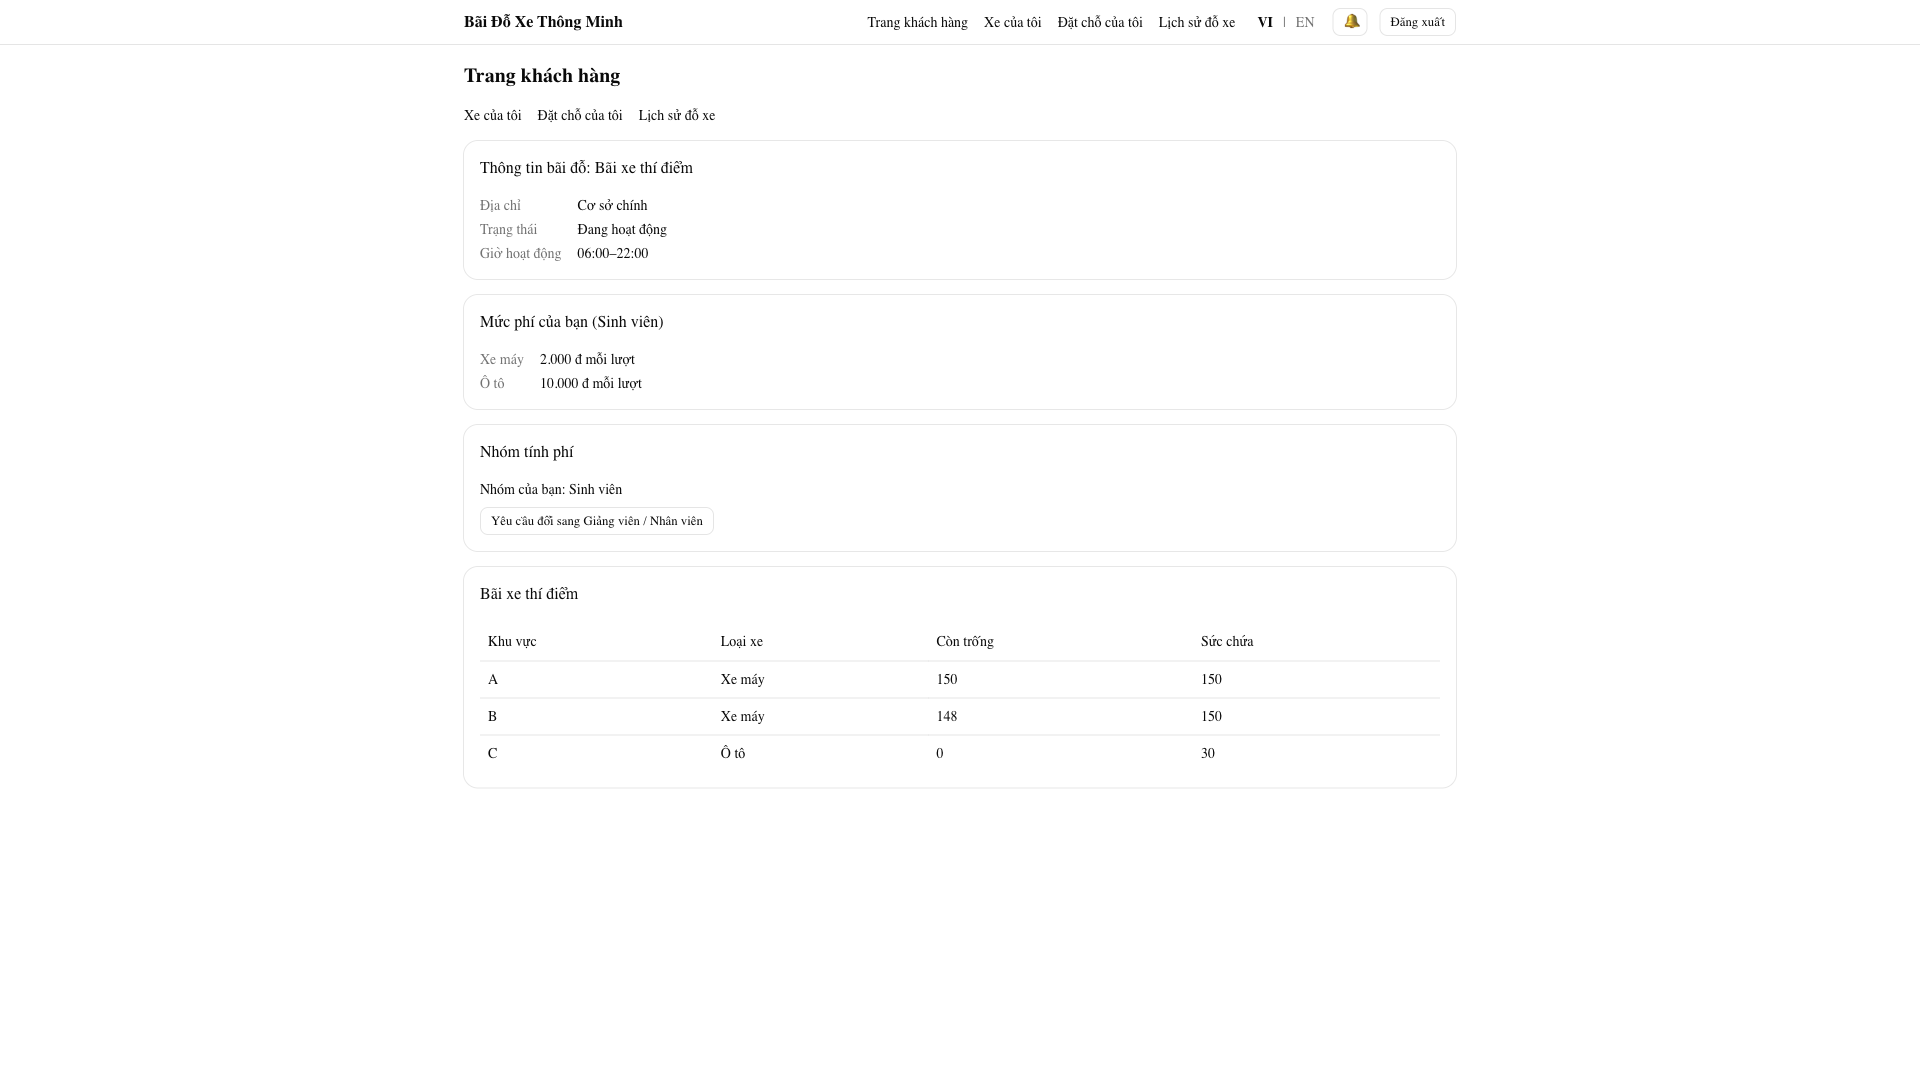 Bãi Đỗ Xe Thông Minh
Trang khách hàng Xe của tôi Đặt chỗ của tôi Lịch sử đỗ xe VI | EN Đăng xuất
Trang khách hàng
Xe của tôi Đặt chỗ của tôi Lịch sử đỗ xe
Thông tin bãi đỗ: Bãi xe thí điểm
Địa chỉ Cơ sở chính
Trạng thái Đang hoạt động
Giờ hoạt động 06:00–22:00
Mức phí của bạn (Sinh viên)
Xe máy 2.000 đ mỗi lượt
Ô tô 10.000 đ mỗi lượt
Nhóm tính phí
Nhóm của bạn: Sinh viên
Yêu cầu đổi sang Giảng viên / Nhân viên
Bãi xe thí điểm
Khu vực Loại xe Còn trống Sức chứa
A Xe máy 150 150
B Xe máy 148 150
C Ô tô 0 30